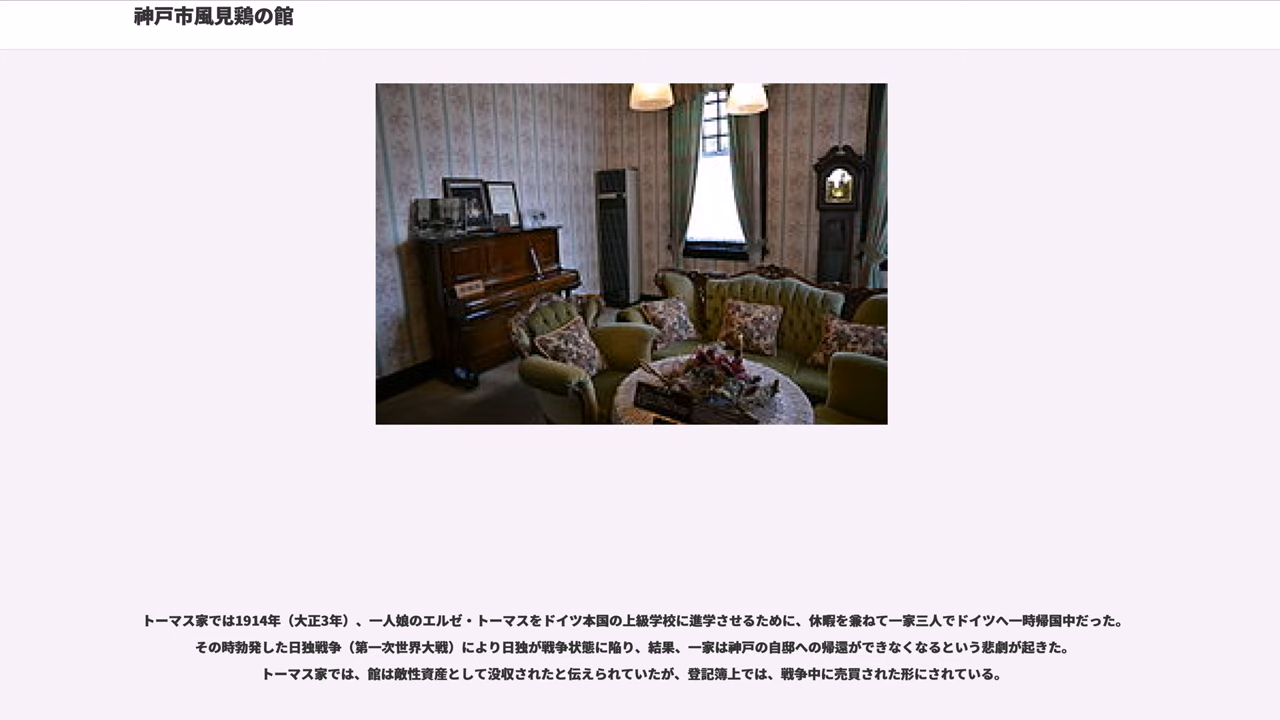 神戸市風見鶏の館
トーマス家では1914年（大正3年）、一人娘のエルゼ・トーマスをドイツ本国の上級学校に進学させるために、休暇を兼ねて一家三人でドイツへ一時帰国中だった。
その時勃発した日独戦争（第一次世界大戦）により日独が戦争状態に陥り、結果、一家は神戸の自邸への帰還ができなくなるという悲劇が起きた。
トーマス家では、館は敵性資産として没収されたと伝えられていたが、登記簿上では、戦争中に売買された形にされている。